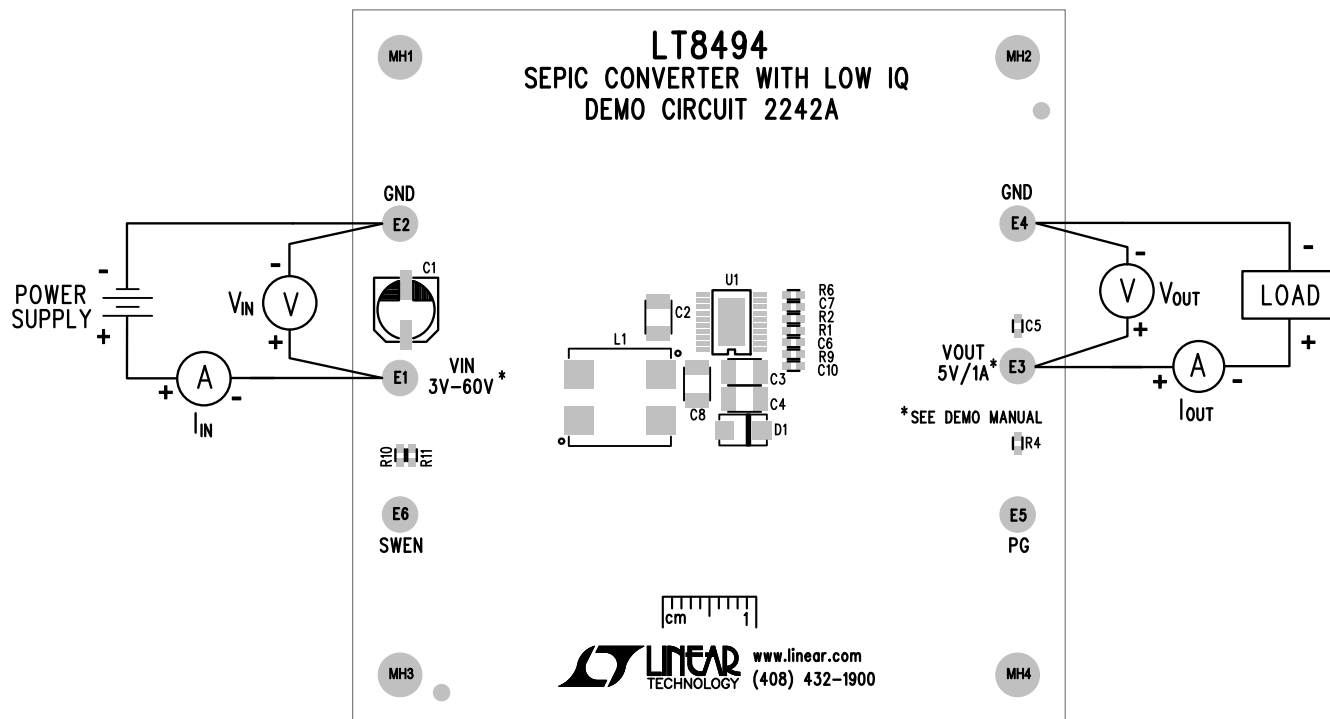 LT8494
SEPIC CONVERTER WITH LOW IQ
DEMO CIRCUIT 2242A
MH1
MH2
GND
E2
GND
E4
-
-
POWER
SUPPLY
+
V
VIN
+
-
A
+
-
IIN
C1
E1
VIN
3V-60V*
R10
R11
E6
SWEN
U1
C2
L1
C8
C3
C4
D1
R6
C7
R2
R1
C6
R9
C10
C5
VOUT
5V/1A*
E3
*SEE DEMO MANUAL
R4
E5
PG
-
V
VOUT
+
-
LOAD
+
A
+
-
IOUT
cm 1
LINEAR
TECHNOLOGY
www.linear.com
(408) 432-1900
MH3
MH4